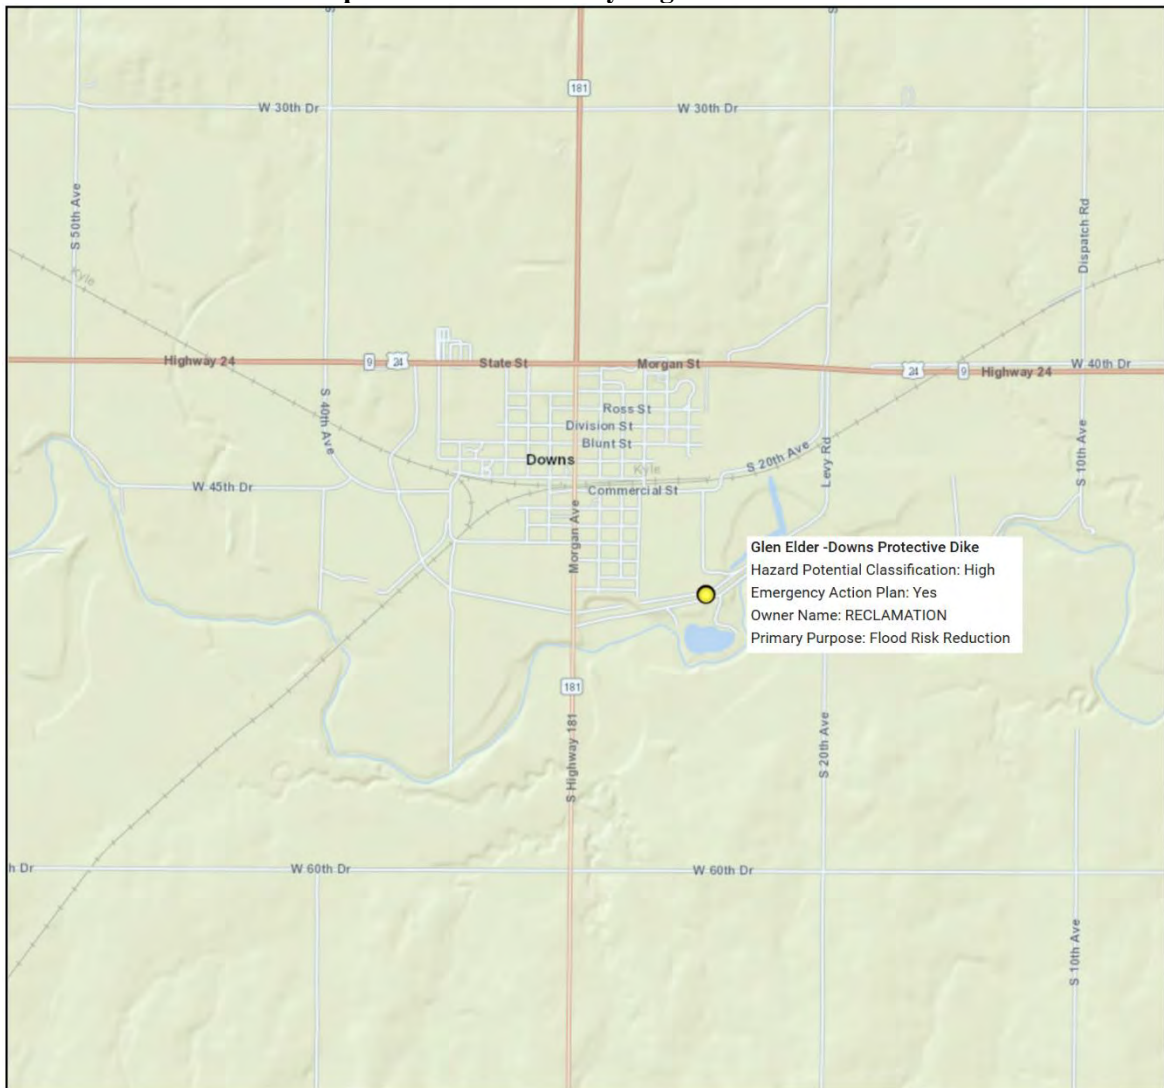 181
W 30th Dr
W 30th Dr
S 50th Ave
Dispatch Rd
Kyle
Highway 24
9
24
State St
Morgan St
24
9
Highway 24
W 40th Dr
S 40th Ave
Ross St
Division St
Blunt St
Downs
Kyle
S 20th Ave
Levy Rd
S 10th Ave
W 45th Dr
Commercial St
Morgan Ave
Glen Elder -Downs Protective Dike
Hazard Potential Classification: High
Emergency Action Plan: Yes
Owner Name: RECLAMATION
Primary Purpose: Flood Risk Reduction
181
S Highway 181
S 20th Ave
h Dr
W 60th Dr
W 60th Dr
S 10th Ave